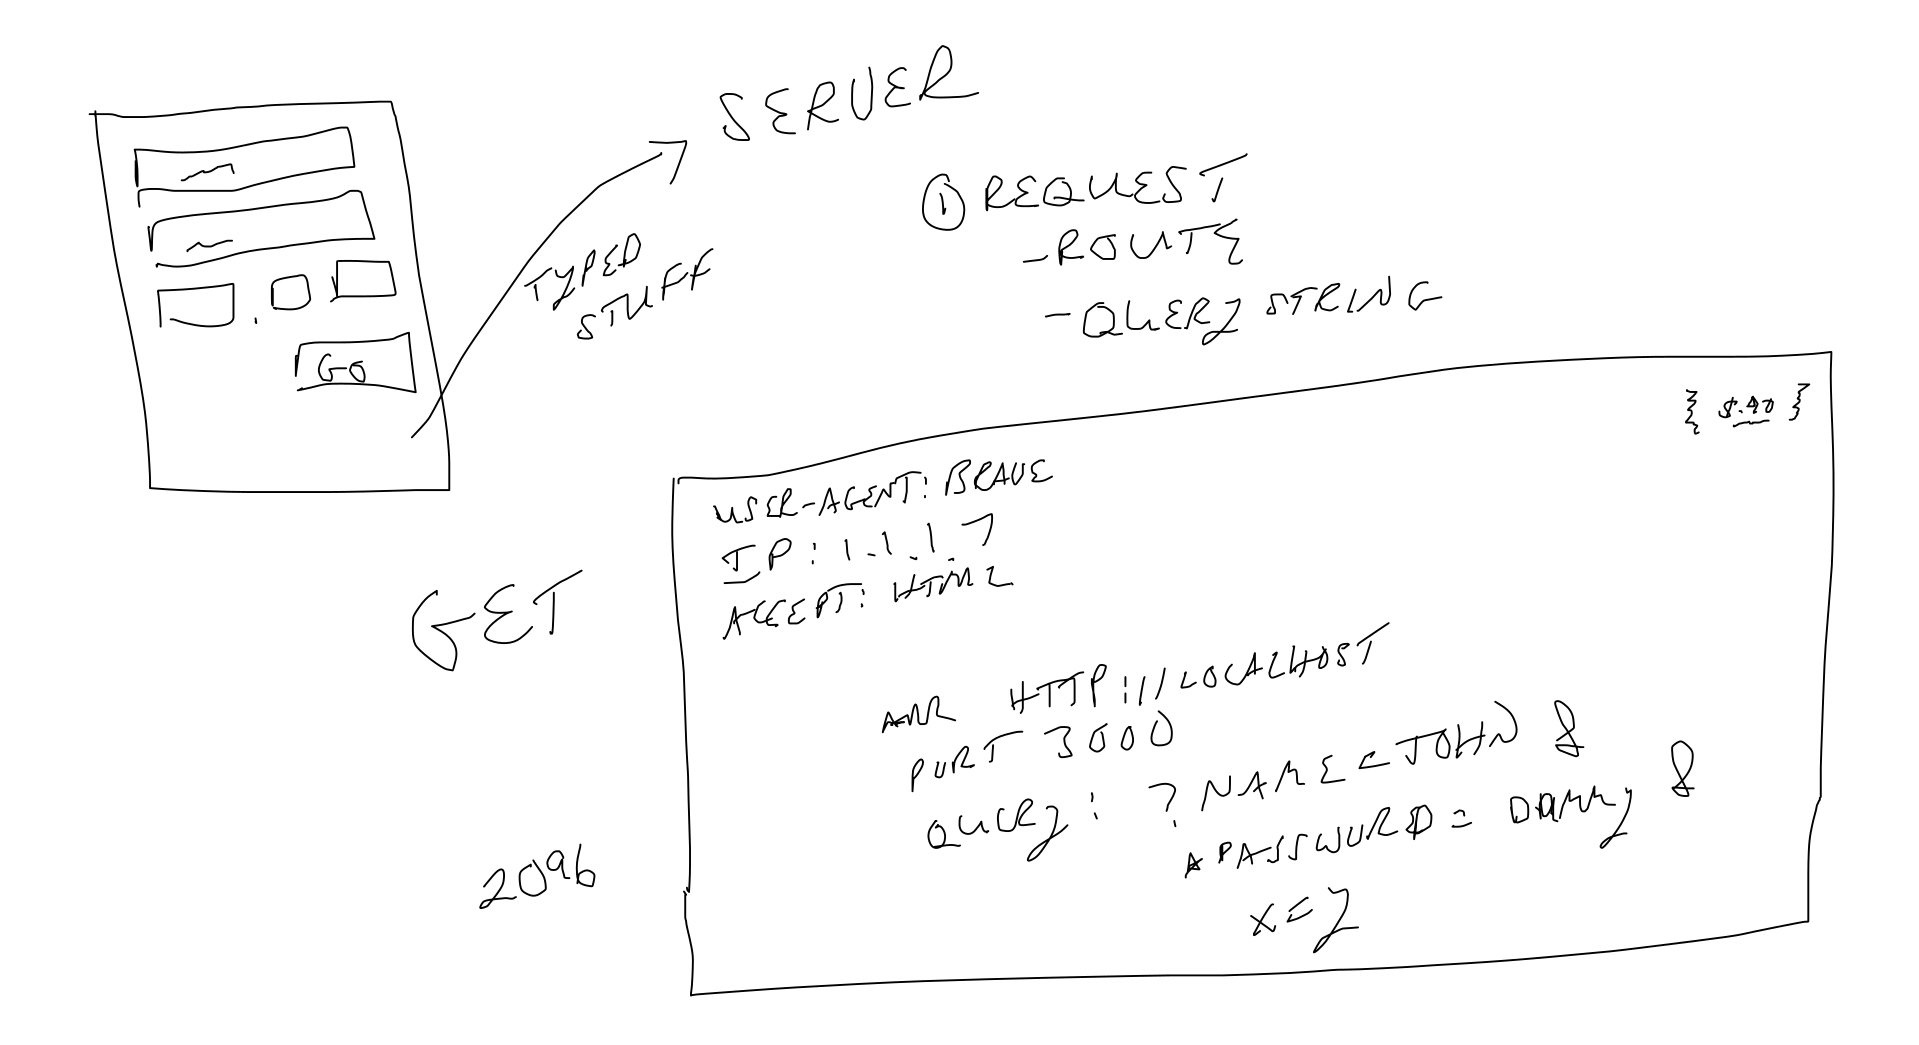 SERVER
① REQUEST
-ROUTE
-QUERY STRING
TYPED
STUFF
GO
{ $.40 }
USER-AGENT: BRAVE
IP: 1.1.1.7
ACCEPT: HTML
HTTP://LOCALHOST
PORT 3000
QUERY: ? NAME=JOHN &
PASSWORD = &
X=Y
GET
2096